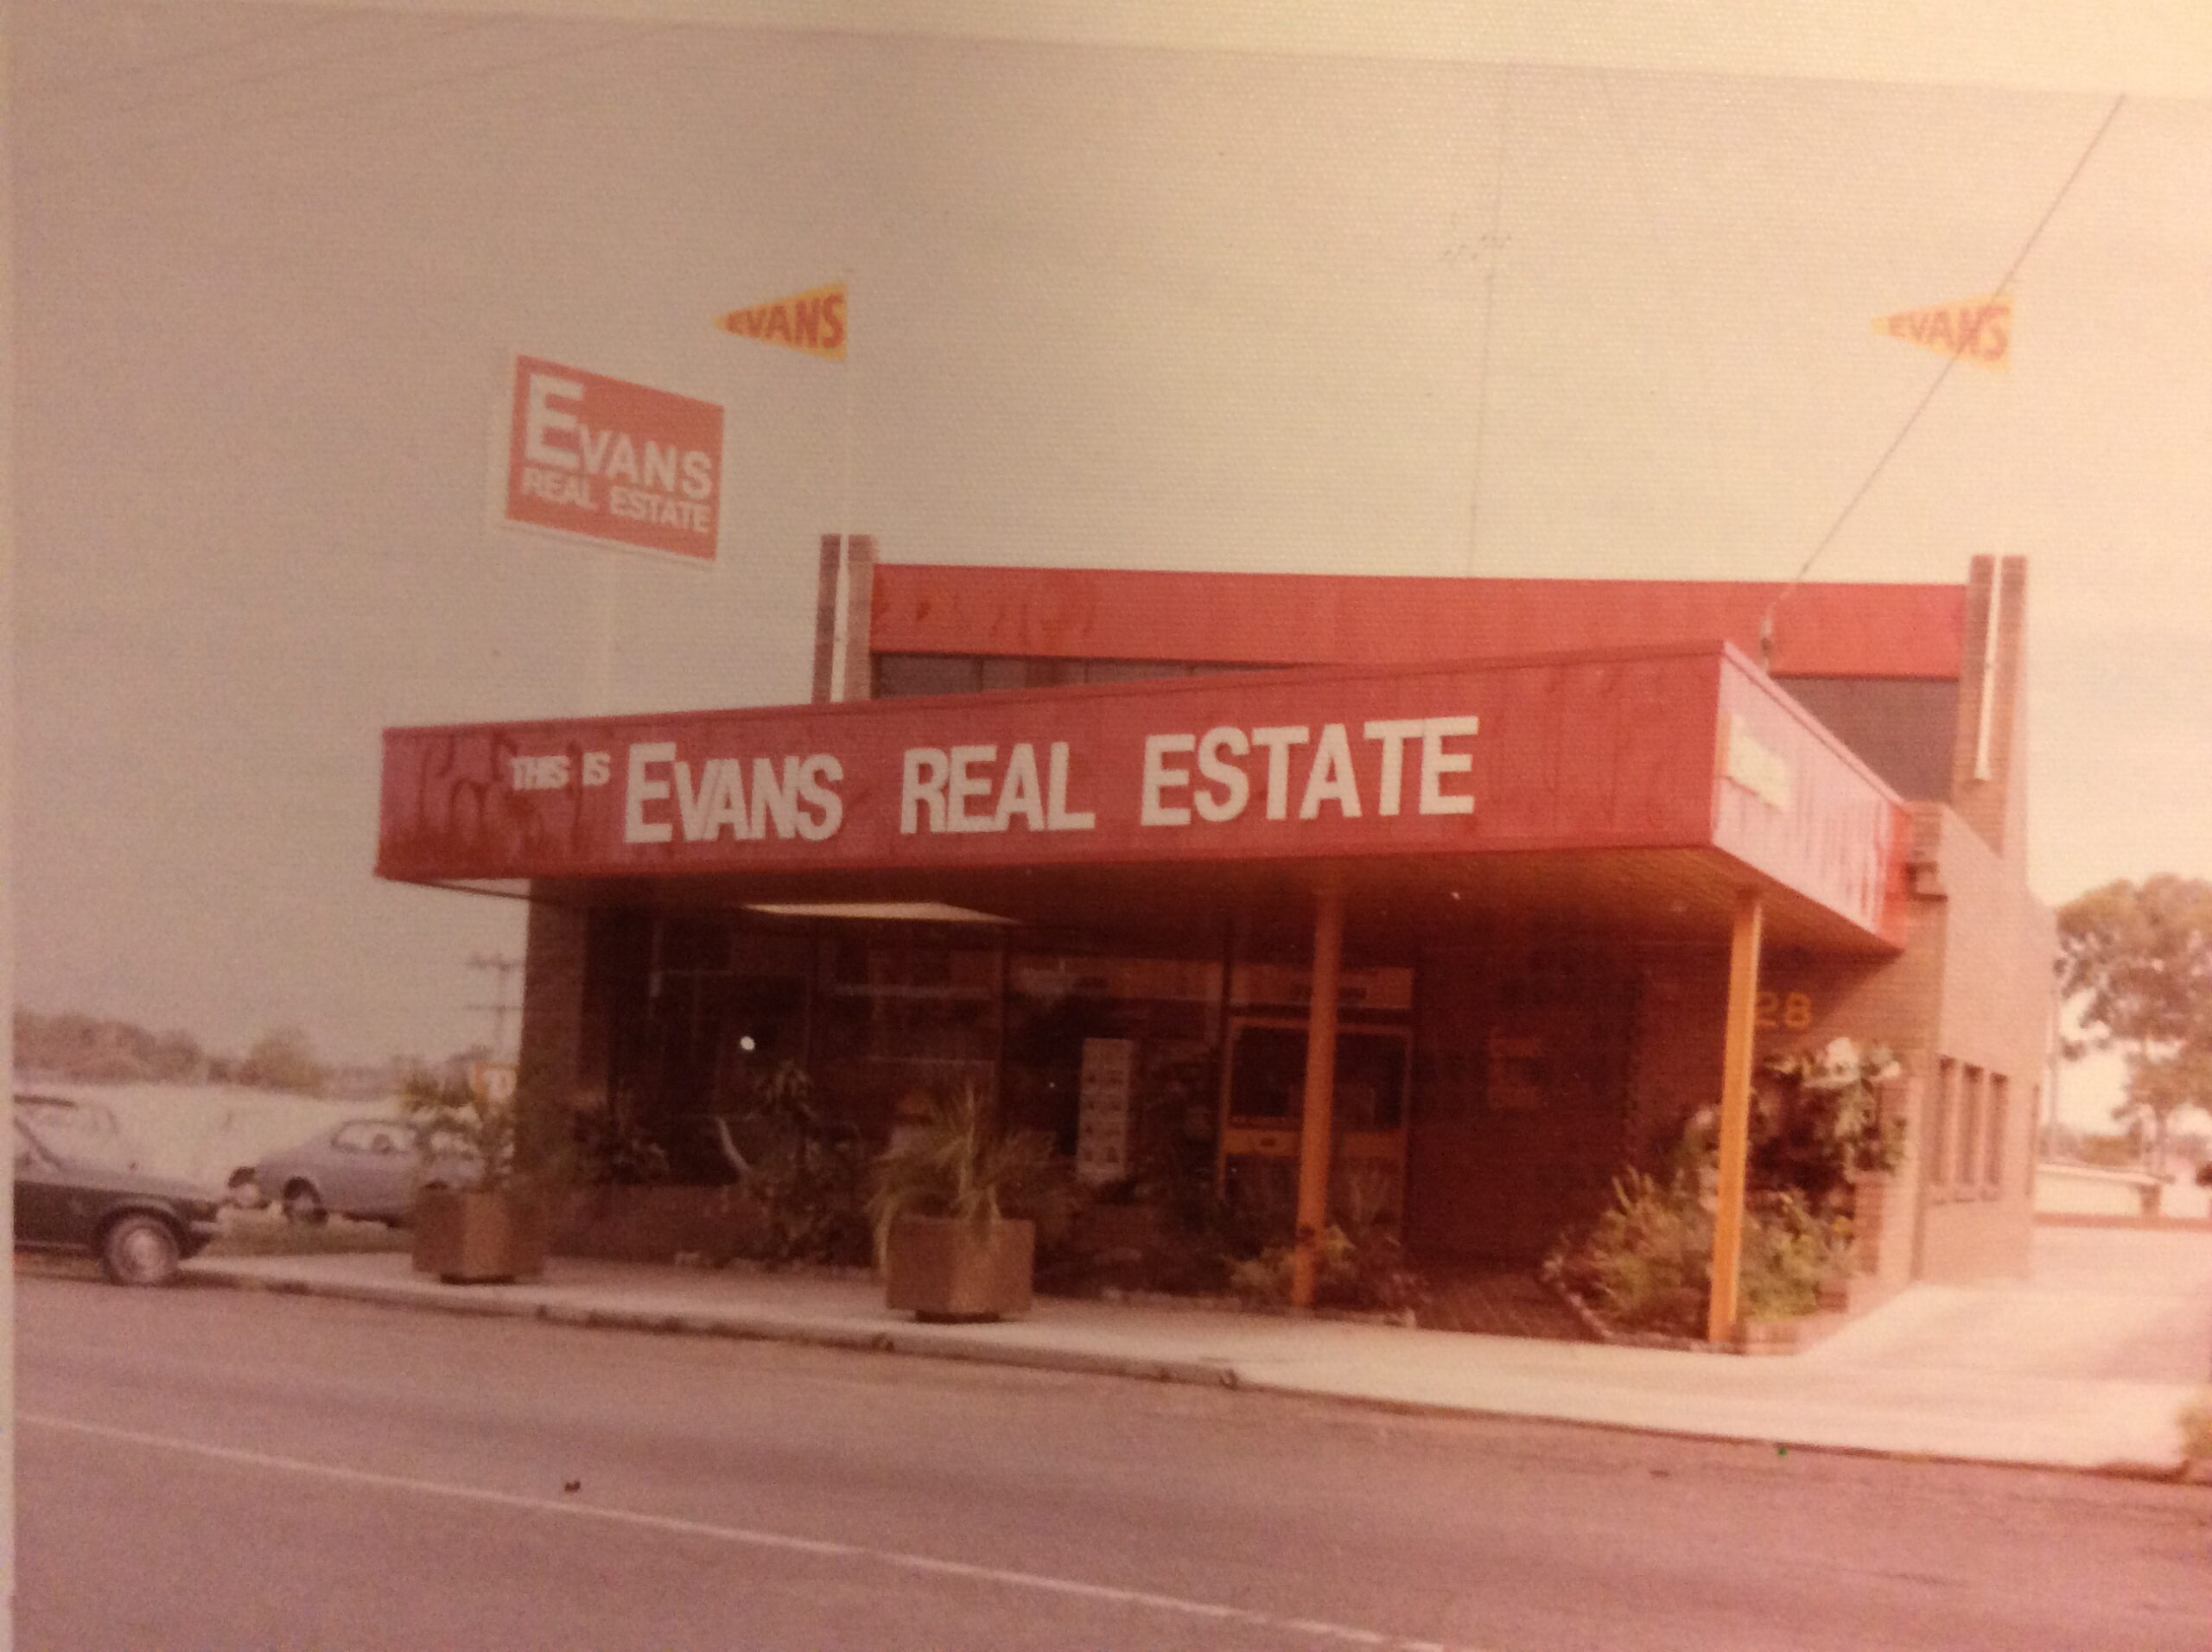 EVANS
EVANS
EVANS
REAL ESTATE
THIS IS EVANS REAL ESTATE
28